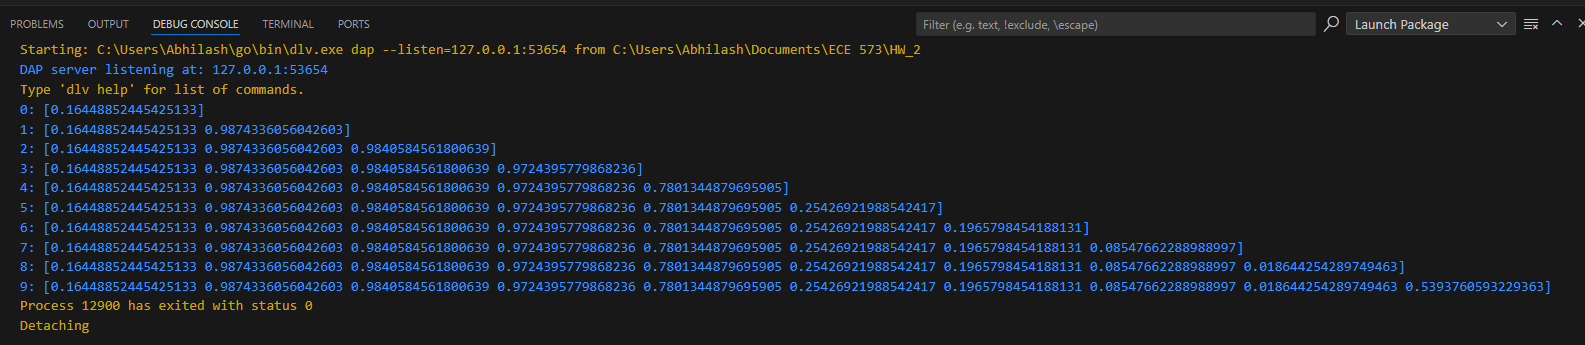 PROBLEMS OUTPUT DEBUG CONSOLE TERMINAL PORTS Filter (e.g. text, !exclude, \escape) Launch Package
Starting: C:\Users\Abhilash\go\bin\dlv.exe dap --listen=127.0.0.1:53654 from C:\Users\Abhilash\Documents\ECE 573\HW_2
DAP server listening at: 127.0.0.1:53654
Type 'dlv help' for list of commands.
0: [0.16448852445425133]
1: [0.16448852445425133 0.9874336056042603]
2: [0.16448852445425133 0.9874336056042603 0.9840584561800639]
3: [0.16448852445425133 0.9874336056042603 0.9840584561800639 0.9724395779868236]
4: [0.16448852445425133 0.9874336056042603 0.9840584561800639 0.9724395779868236 0.7801344879695905]
5: [0.16448852445425133 0.9874336056042603 0.9840584561800639 0.9724395779868236 0.7801344879695905 0.25426921988542417]
6: [0.16448852445425133 0.9874336056042603 0.9840584561800639 0.9724395779868236 0.7801344879695905 0.25426921988542417 0.1965798454188131]
7: [0.16448852445425133 0.9874336056042603 0.9840584561800639 0.9724395779868236 0.7801344879695905 0.25426921988542417 0.1965798454188131 0.08547662288988997]
8: [0.16448852445425133 0.9874336056042603 0.9840584561800639 0.9724395779868236 0.7801344879695905 0.25426921988542417 0.1965798454188131 0.08547662288988997 0.018644254289749463]
9: [0.16448852445425133 0.9874336056042603 0.9840584561800639 0.9724395779868236 0.7801344879695905 0.25426921988542417 0.1965798454188131 0.08547662288988997 0.018644254289749463 0.5393760593229363]
Process 12900 has exited with status 0
Detaching